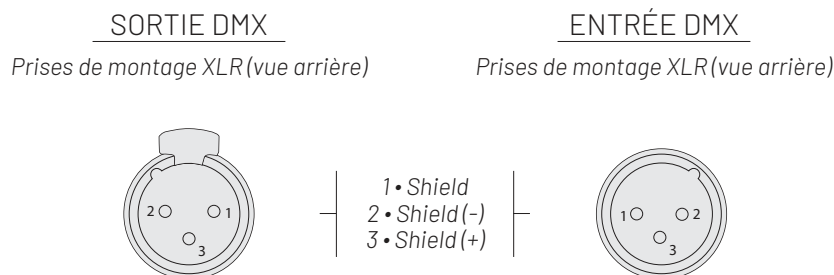 SORTIE DMX
Prises de montage XLR (vue arrière)
ENTRÉE DMX
Prises de montage XLR (vue arrière)
2 1
3
1 • Shield
2 • Shield (-)
3 • Shield (+)
1 2
3